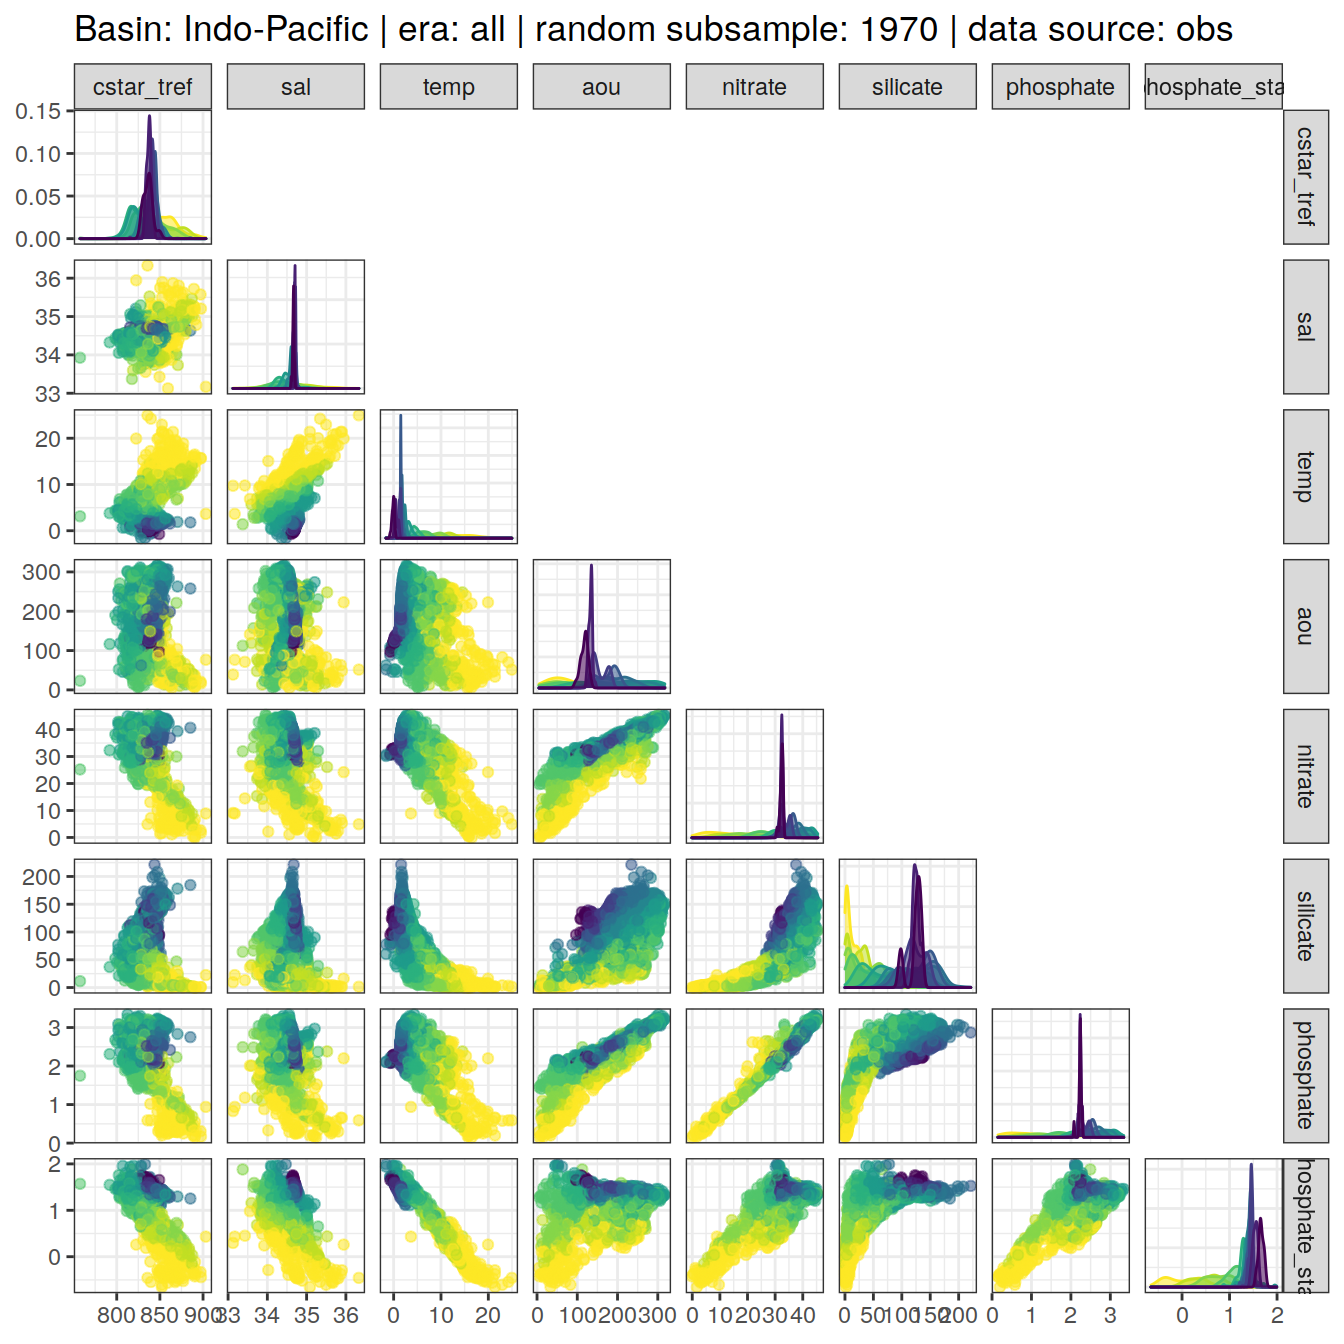 Basin: Indo-Pacific | era: all | random subsample: 1970 | data source: obs
cstar_tref sal temp aou nitrate silicate phosphate hosphate_sta
0.15
0.10
0.05
0.00
cstar_tref
36
35
34
33
sal
20
10
0
temp
300
200
100
0
aou
40
30
20
10
0
nitrate
200
150
100
50
0
silicate
3
2
1
0
phosphate
2
1
0
hosphate_sta
800 850 900 33 34 35 36 0 10 20 0 100 200 300 0 10 20 30 40 0 50 100 150 200 0 1 2 3 0 1 2